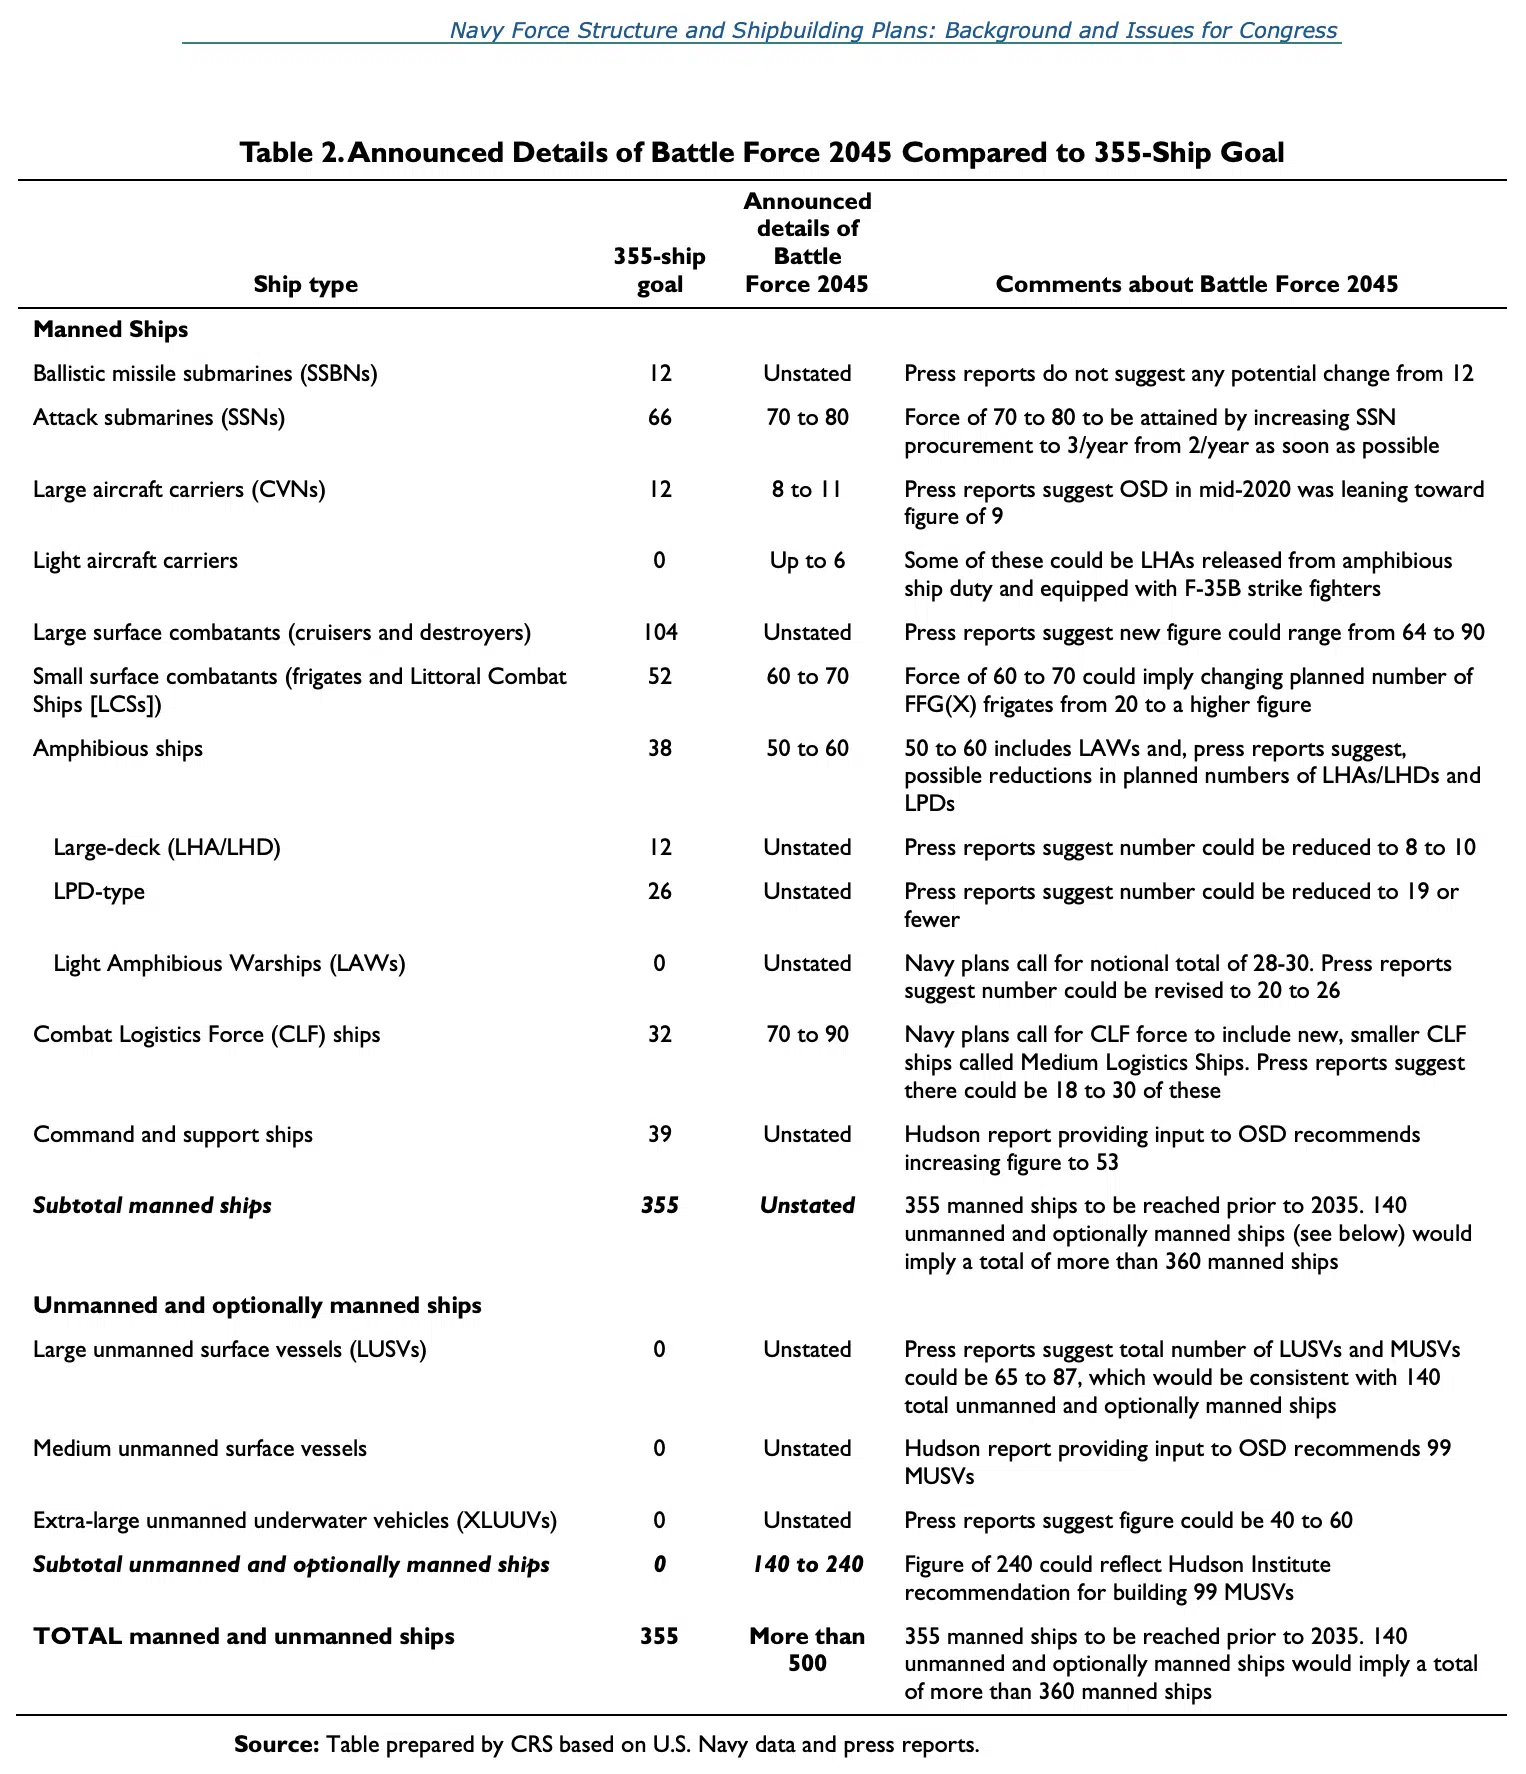 Navy Force Structure and Shipbuilding Plans: Background and Issues for Congress
Table 2. Announced Details of Battle Force 2045 Compared to 355-Ship Goal
Ship type
355-ship
goal
Announced
details of
Battle
Force 2045
Comments about Battle Force 2045
Manned Ships
Ballistic missile submarines (SSBNs) 12 Unstated Press reports do not suggest any potential change from 12
Attack submarines (SSNs) 66 70 to 80 Force of 70 to 80 to be attained by increasing SSN
procurement to 3/year from 2/year as soon as possible
Large aircraft carriers (CVNs) 12 8 to 11 Press reports suggest OSD in mid-2020 was leaning toward
figure of 9
Light aircraft carriers 0 Up to 6 Some of these could be LHAs released from amphibious
ship duty and equipped with F-35B strike fighters
Large surface combatants (cruisers and destroyers) 104 Unstated Press reports suggest new figure could range from 64 to 90
Small surface combatants (frigates and Littoral Combat 52 60 to 70 Force of 60 to 70 could imply changing planned number of
Ships [LCSs]) FFG(X) frigates from 20 to a higher figure
Amphibious ships 38 50 to 60 50 to 60 includes LAWs and, press reports suggest,
possible reductions in planned numbers of LHAs/LHDs and
LPDs
Large-deck (LHA/LHD) 12 Unstated Press reports suggest number could be reduced to 8 to 10
LPD-type 26 Unstated Press reports suggest number could be reduced to 19 or
fewer
Light Amphibious Warships (LAWs) 0 Unstated Navy plans call for notional total of 28-30. Press reports
suggest number could be revised to 20 to 26
Combat Logistics Force (CLF) ships 32 70 to 90 Navy plans call for CLF force to include new, smaller CLF
ships called Medium Logistics Ships. Press reports suggest
there could be 18 to 30 of these
Command and support ships 39 Unstated Hudson report providing input to OSD recommends
increasing figure to 53
Subtotal manned ships 355 Unstated 355 manned ships to be reached prior to 2035. 140
unmanned and optionally manned ships (see below) would
imply a total of more than 360 manned ships
Unmanned and optionally manned ships
Large unmanned surface vessels (LUSVs) 0 Unstated Press reports suggest total number of LUSVs and MUSVs
could be 65 to 87, which would be consistent with 140
total unmanned and optionally manned ships
Medium unmanned surface vessels 0 Unstated Hudson report providing input to OSD recommends 99
MUSVs
Extra-large unmanned underwater vehicles (XLUUVs) 0 Unstated Press reports suggest figure could be 40 to 60
Subtotal unmanned and optionally manned ships 0 140 to 240 Figure of 240 could reflect Hudson Institute
recommendation for building 99 MUSVs
TOTAL manned and unmanned ships 355 More than 355 manned ships to be reached prior to 2035. 140
500 unmanned and optionally manned ships would imply a total
of more than 360 manned ships
Source: Table prepared by CRS based on U.S. Navy data and press reports.